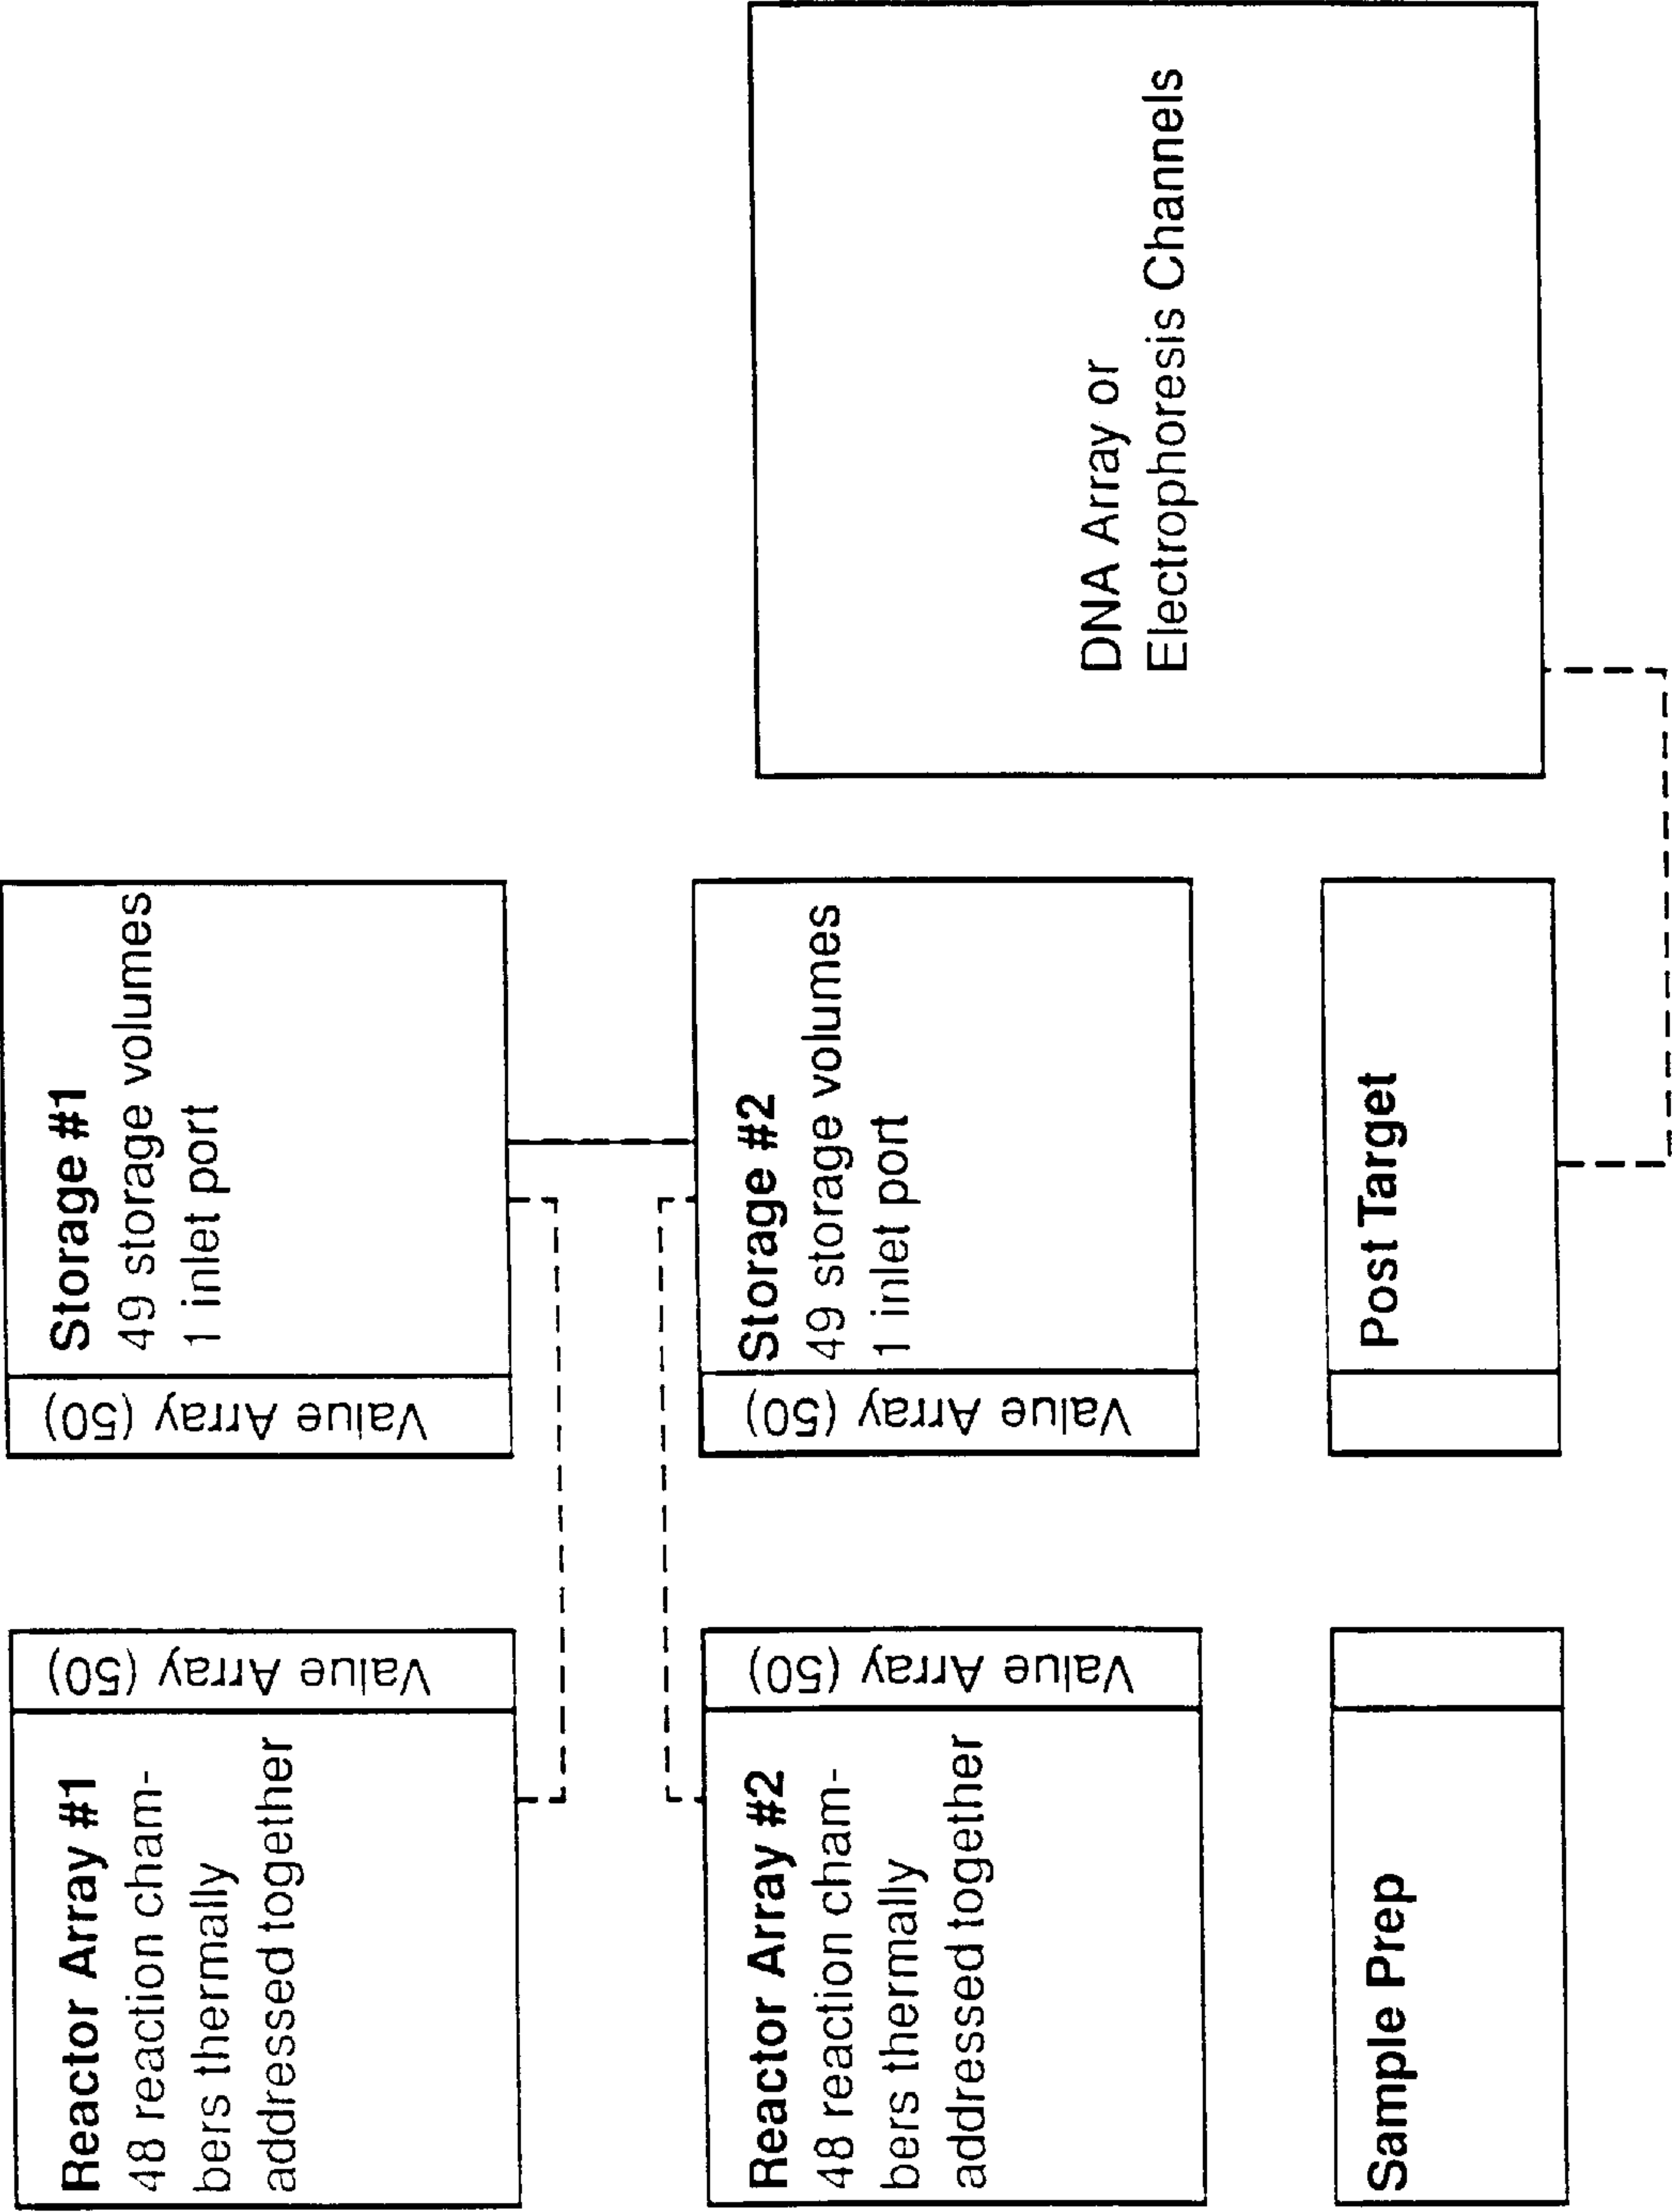 Reactor Array #1
48 reaction cham-
bers thermally
addressed together
Value Array (50)
Value Array (50)
Storage #1
49 storage volumes
1 inlet port
Reactor Array #2
48 reaction cham-
bers thermally
addressed together
Value Array (50)
Value Array (50)
Storage #2
49 storage volumes
1 inlet port
DNA Array or
Electrophoresis Channels
Sample Prep
Post Target